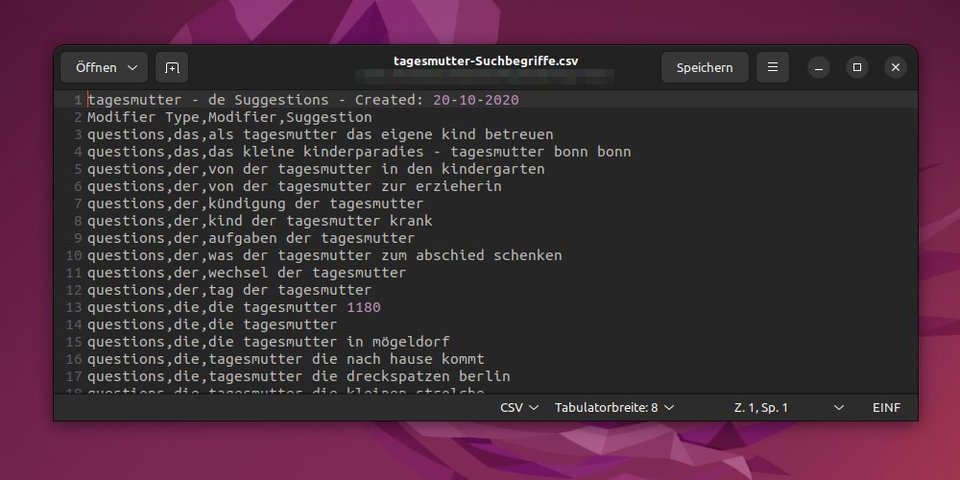 Öffnen
tagesmutter-Suchbegriffe.csv
Speichern
1 tagesmutter - de Suggestions - Created: 20-10-2020
2 Modifier Type,Modifier,Suggestion
3 questions,das,als tagesmutter das eigene kind betreuen
4 questions,das,das kleine kinderparadies - tagesmutter bonn bonn
5 questions,der,von der tagesmutter in den kindergarten
6 questions,der,von der tagesmutter zur erzieherin
7 questions,der,kündigung der tagesmutter
8 questions,der,kind der tagesmutter krank
9 questions,der,aufgaben der tagesmutter
10 questions,der,was der tagesmutter zum abschied schenken
11 questions,der,wechsel der tagesmutter
12 questions,der,tag der tagesmutter
13 questions,die,die tagesmutter 1180
14 questions,die,die tagesmutter
15 questions,die,die tagesmutter in mögeldorf
16 questions,die,tagesmutter die nach hause kommt
17 questions,die,tagesmutter die dreckspatzen berlin
18 questions,die,tagesmutter die kleinen strolche
CSV Tabulatorbreite: 8 Z. 1, Sp. 1 EINF